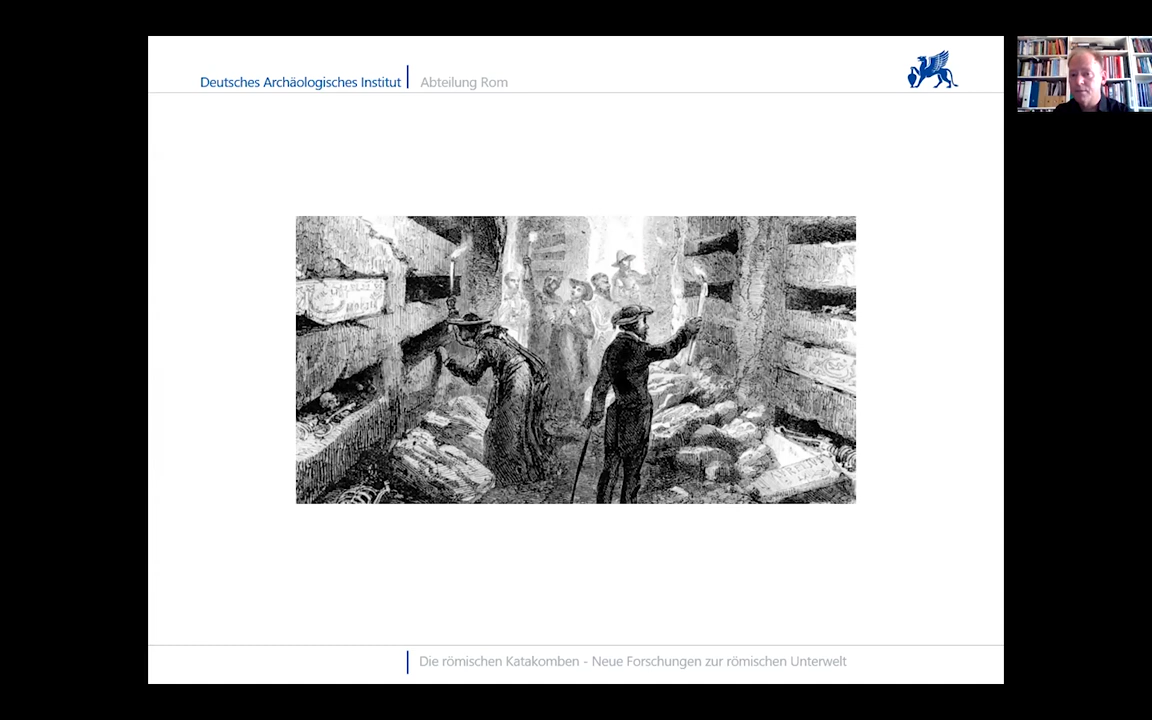 Deutsches Archäologisches Institut
Abteilung Rom
Die römischen Katakomben - Neue Forschungen zur römischen Unterwelt